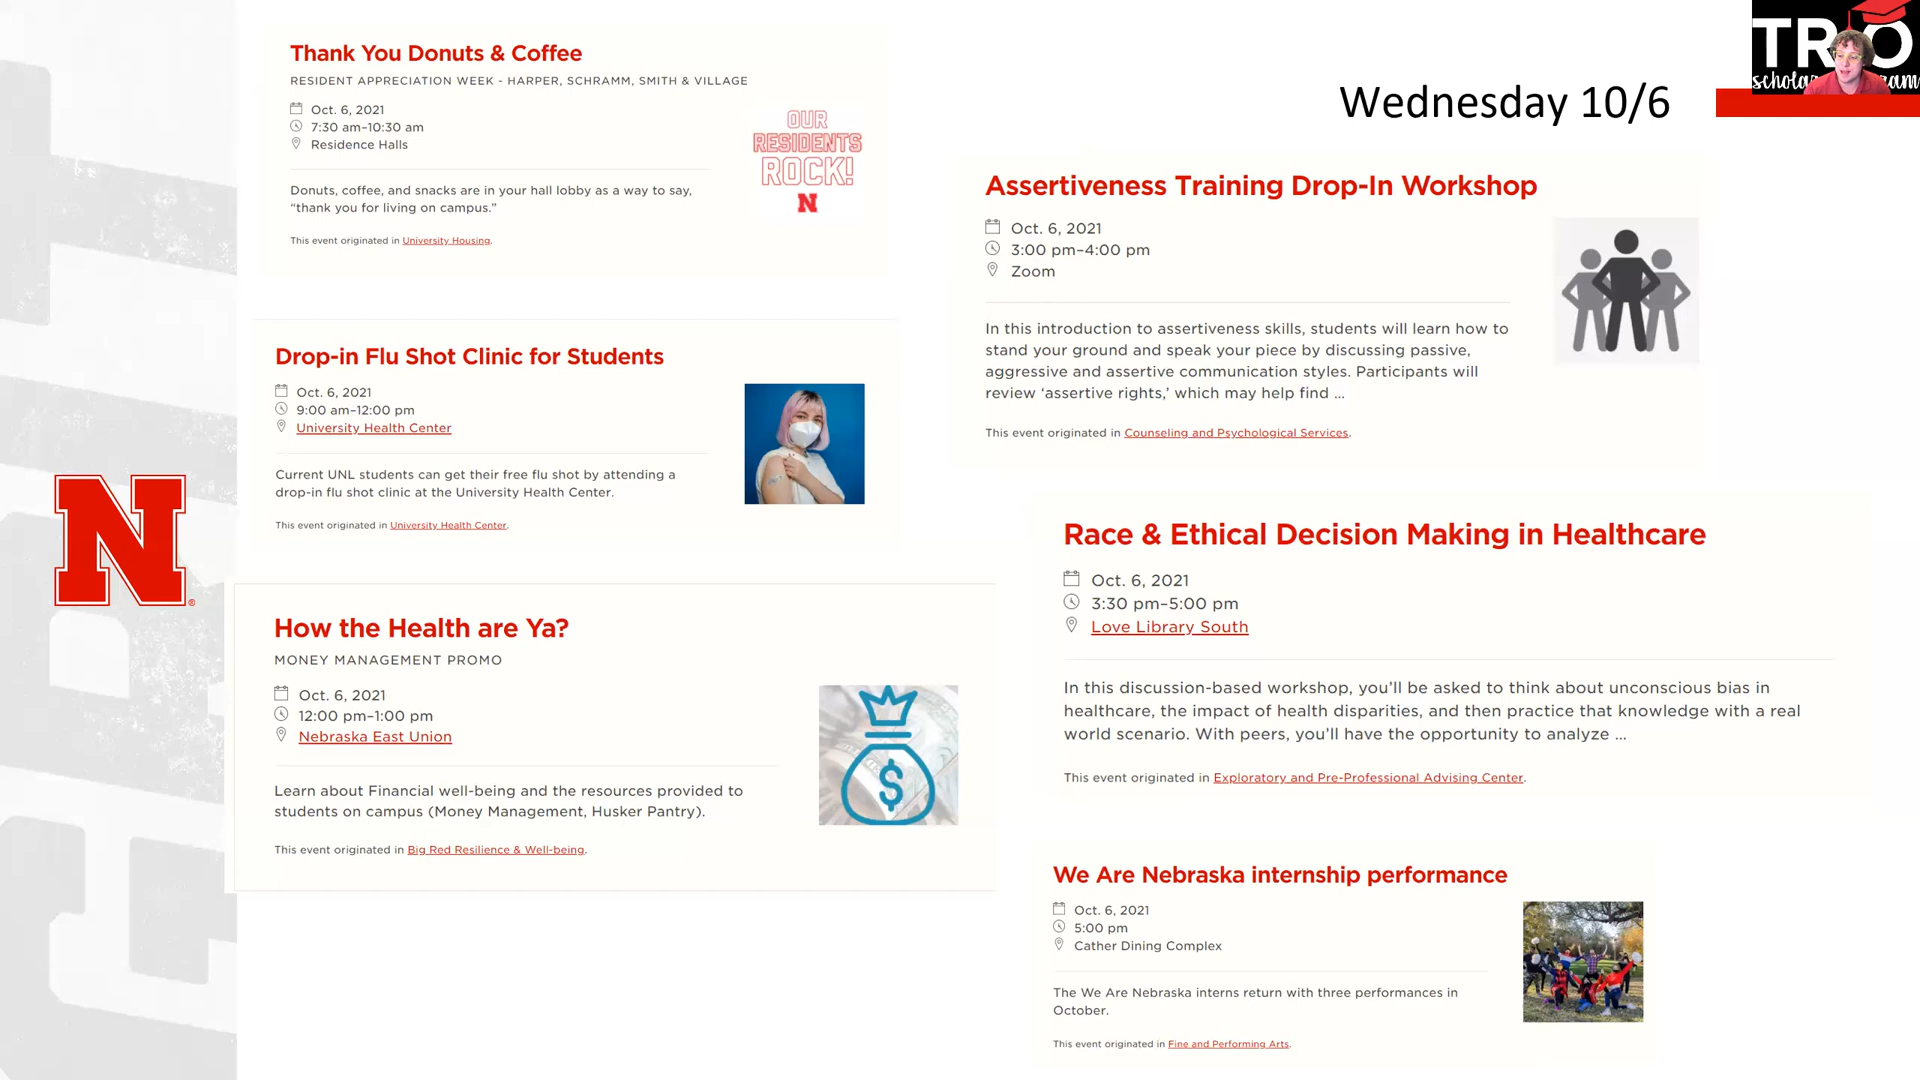 Thank You Donuts & Coffee
RESIDENT APPRECIATION WEEK - HARPER, SCHRAMM, SMITH & VILLAGE
Oct. 6, 2021
7:30 am–10:30 am
Residence Halls
Donuts, coffee, and snacks are in your hall lobby as a way to say,
“thank you for living on campus.”
This event originated in University Housing.
OUR
RESIDENTS
ROCK!
N
Drop-in Flu Shot Clinic for Students
Oct. 6, 2021
9:00 am–12:00 pm
University Health Center
Current UNL students can get their free flu shot by attending a
drop-in flu shot clinic at the University Health Center.
This event originated in University Health Center.
N®
How the Health are Ya?
MONEY MANAGEMENT PROMO
Oct. 6, 2021
12:00 pm–1:00 pm
Nebraska East Union
Learn about Financial well-being and the resources provided to
students on campus (Money Management, Husker Pantry).
This event originated in Big Red Resilience & Well-being.
$
Wednesday 10/6
TRIO
Assertiveness Training Drop-In Workshop
Oct. 6, 2021
3:00 pm–4:00 pm
Zoom
In this introduction to assertiveness skills, students will learn how to
stand your ground and speak your piece by discussing passive,
aggressive and assertive communication styles. Participants will
review ‘assertive rights,’ which may help find ...
This event originated in Counseling and Psychological Services.
Race & Ethical Decision Making in Healthcare
Oct. 6, 2021
3:30 pm–5:00 pm
Love Library South
In this discussion-based workshop, you’ll be asked to think about unconscious bias in
healthcare, the impact of health disparities, and then practice that knowledge with a real
world scenario. With peers, you’ll have the opportunity to analyze ...
This event originated in Exploratory and Pre-Professional Advising Center.
We Are Nebraska internship performance
Oct. 6, 2021
5:00 pm
Cather Dining Complex
The We Are Nebraska interns return with three performances in
October.
This event originated in Fine and Performing Arts.